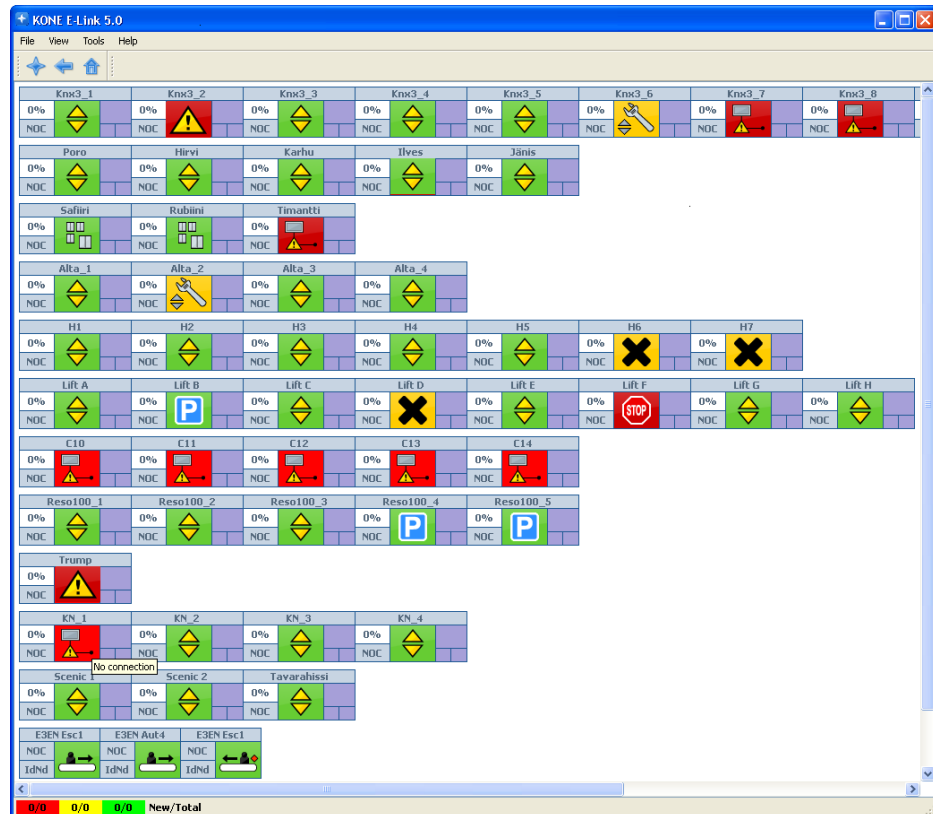 KONE E-Link 5.0
File View Tools Help
Knx3_1 Knx3_2 Knx3_3 Knx3_4 Knx3_5 Knx3_6 Knx3_7 Knx3_8
0% 0% 0% 0% 0% 0% 0% 0%
NOC NOC NOC NOC NOC NOC NOC NOC
Poro Hirvi Karhu Ilves Jänis
0% 0% 0% 0% 0%
NOC NOC NOC NOC NOC
Safiiri Rubiini Timantti
0% 0% 0%
NOC NOC NOC
Alta_1 Alta_2 Alta_3 Alta_4
0% 0% 0% 0%
NOC NOC NOC NOC
H1 H2 H3 H4 H5 H6 H7
0% 0% 0% 0% 0% 0% 0%
NOC NOC NOC NOC NOC NOC NOC
Lift A Lift B Lift C Lift D Lift E Lift F Lift G Lift H
0% 0% P 0% 0% 0% 0% STOP 0% 0%
NOC NOC NOC NOC NOC NOC NOC NOC
C10 C11 C12 C13 C14
0% 0% 0% 0% 0%
NOC NOC NOC NOC NOC
Reso100_1 Reso100_2 Reso100_3 Reso100_4 Reso100_5
0% 0% 0% 0% P 0% P
NOC NOC NOC NOC NOC
Trump
0%
NOC
KN_1 KN_2 KN_3 KN_4
0% 0% 0% 0%
NOC NOC NOC NOC
No connection
Scenic 1 Scenic 2 Tavarahissi
0% 0% 0%
NOC NOC NOC
E3EN Esc1 E3EN Aut4 E3EN Esc1
NOC NOC NOC
IdNd IdNd IdNd
0/0 0/0 0/0 New/Total